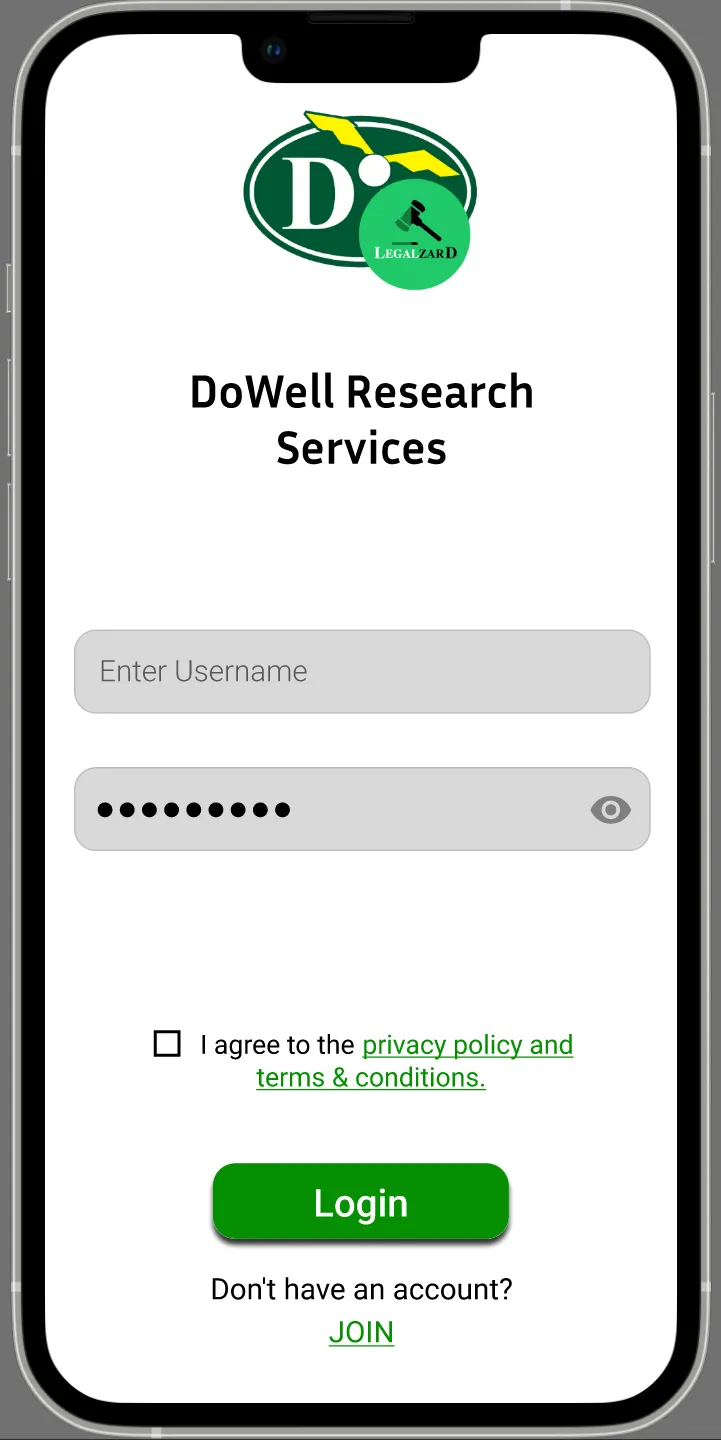 D
LEGALZARD
DoWell Research
Services
Enter Username
I agree to the privacy policy and
terms & conditions.
Login
Don't have an account?
JOIN